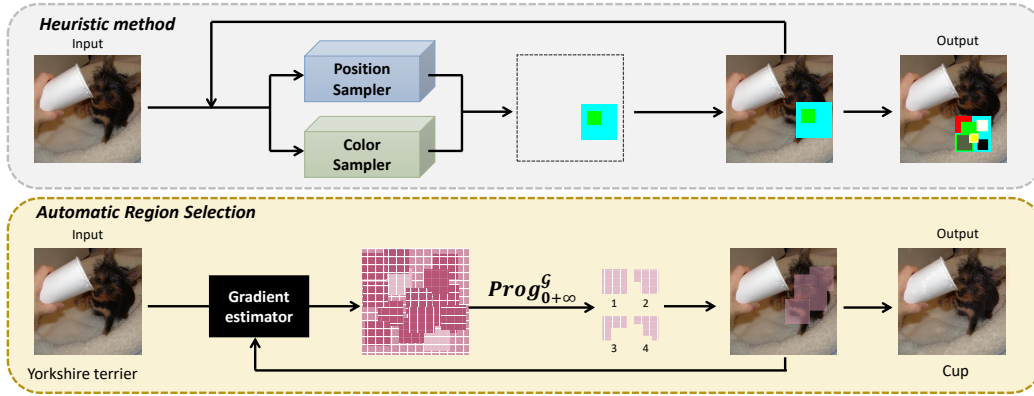 Heuristic method
Input
Output
Position
Sampler
Color
Sampler
Automatic Region Selection
Input
Output
Gradient
estimator
Prog^𝒢_{0+∞}
1 2
3 4
Yorkshire terrier
Cup